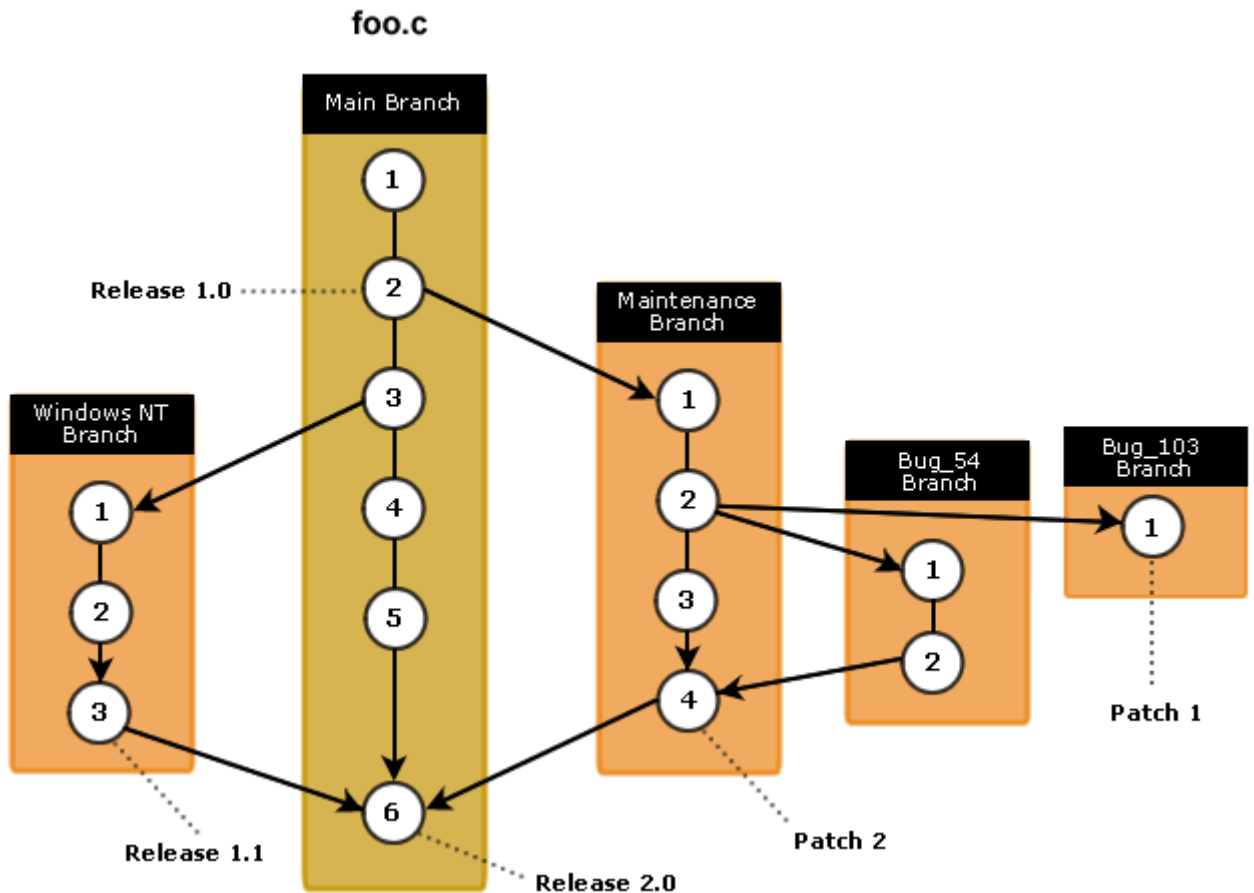 foo.c
Main Branch
1
2
3
4
5
6
Release 1.0
Release 2.0
Windows NT
Branch
1
2
3
Release 1.1
Maintenance
Branch
1
2
3
4
Patch 2
Bug_54
Branch
1
2
Bug_103
Branch
1
Patch 1